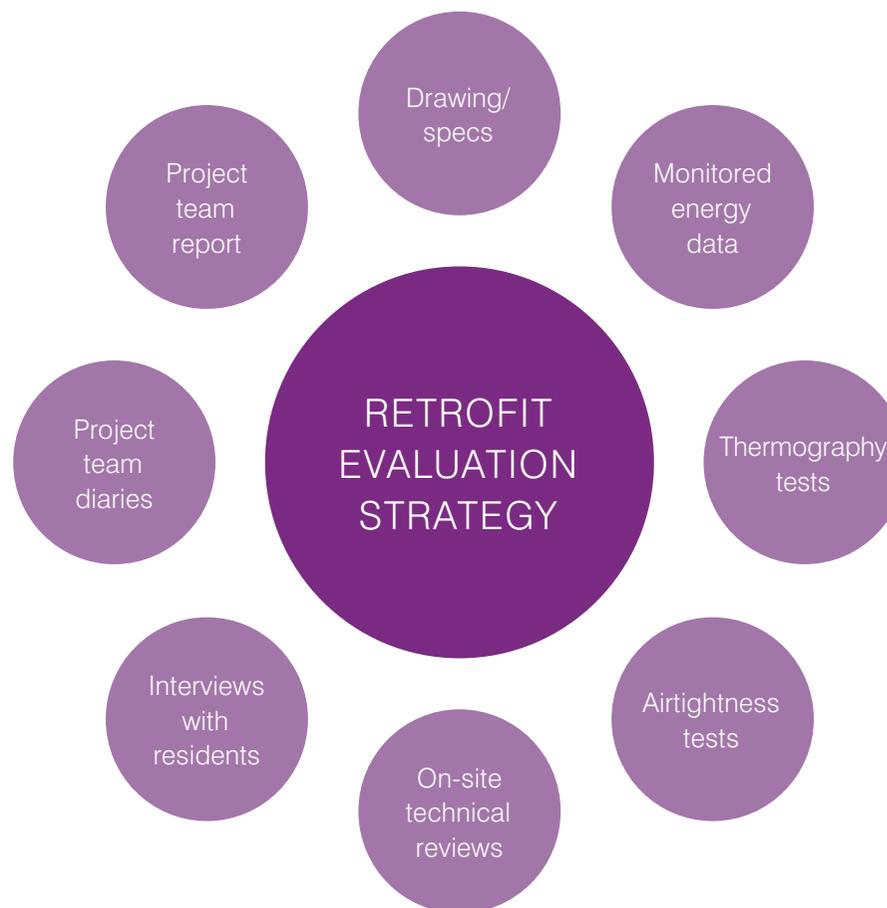 Drawing/
specs
Project
team
report
Monitored
energy
data
RETROFIT
EVALUATION
STRATEGY
Project
team
diaries
Thermography
tests
Interviews
with
residents
Airtightness
tests
On-site
technical
reviews